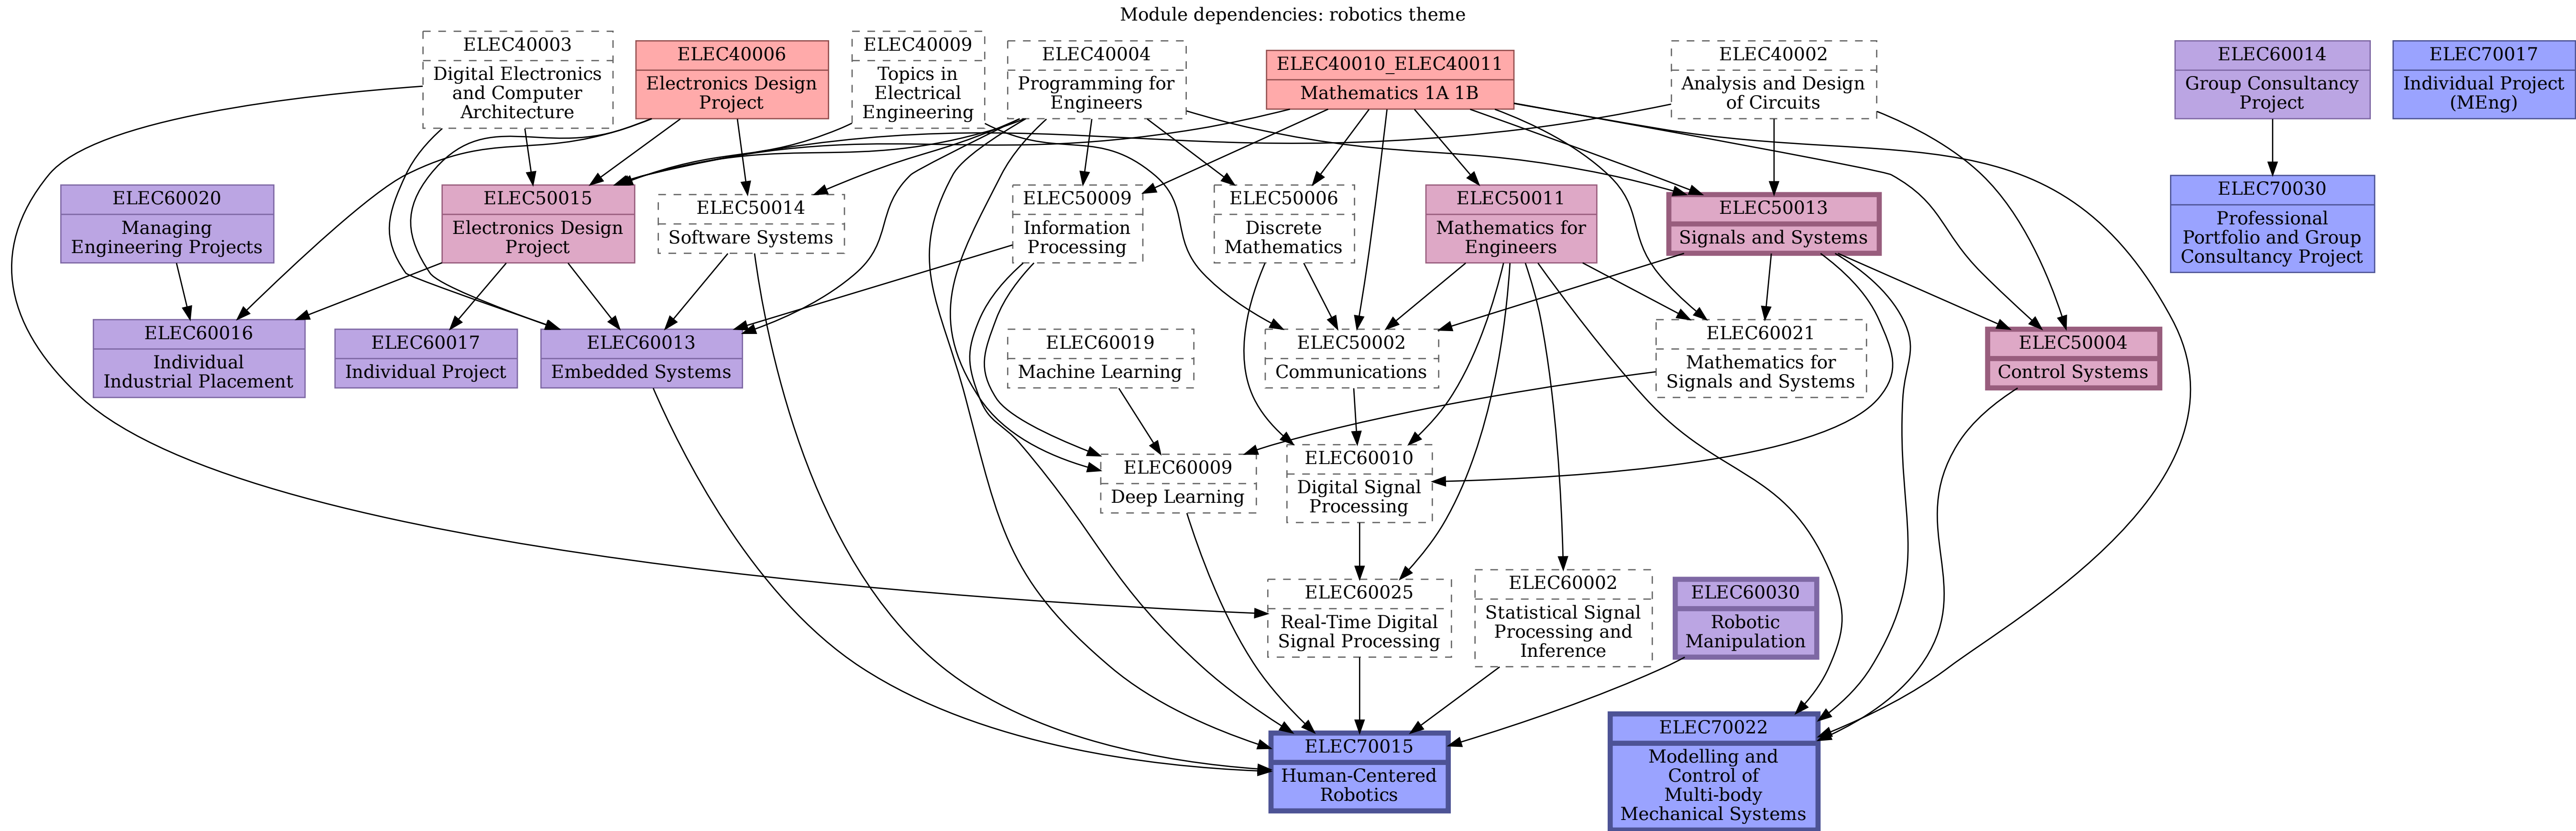 Module dependencies: robotics theme
ELEC40003
Digital Electronics
and Computer
Architecture
ELEC40006
Electronics Design
Project
ELEC40009
Topics in
Electrical
Engineering
ELEC40004
Programming for
Engineers
ELEC40010_ELEC40011
Mathematics 1A 1B
ELEC40002
Analysis and Design
of Circuits
ELEC60014
Group Consultancy
Project
ELEC70017
Individual Project
(MEng)
ELEC60020
Managing
Engineering Projects
ELEC50015
Electronics Design
Project
ELEC50014
Software Systems
ELEC50009
Information
Processing
ELEC50006
Discrete
Mathematics
ELEC50011
Mathematics for
Engineers
ELEC50013
Signals and Systems
ELEC70030
Professional
Portfolio and Group
Consultancy Project
ELEC60016
Individual
Industrial Placement
ELEC60017
Individual Project
ELEC60013
Embedded Systems
ELEC60019
Machine Learning
ELEC50002
Communications
ELEC60021
Mathematics for
Signals and Systems
ELEC50004
Control Systems
ELEC60009
Deep Learning
ELEC60010
Digital Signal
Processing
ELEC60025
Real-Time Digital
Signal Processing
ELEC60002
Statistical Signal
Processing and
Inference
ELEC60030
Robotic
Manipulation
ELEC70015
Human-Centered
Robotics
ELEC70022
Modelling and
Control of
Multi-body
Mechanical Systems